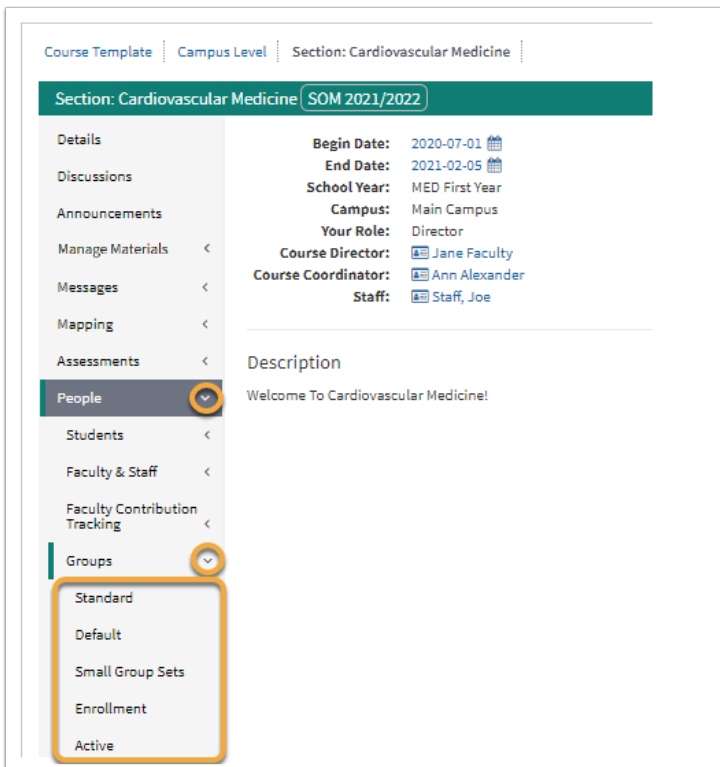 Course Template Campus Level Section: Cardiovascular Medicine
Section: Cardiovascular Medicine SOM 2021/2022
Details
Discussions
Announcements
Manage Materials
Messages
Mapping
Assessments
People
Students
Faculty & Staff
Faculty Contribution
Tracking
Groups
Standard
Default
Small Group Sets
Enrollment
Active
Begin Date: 2020-07-01
End Date: 2021-02-05
School Year: MED First Year
Campus: Main Campus
Your Role: Director
Course Director: Jane Faculty
Course Coordinator: Ann Alexander
Staff: Staff, Joe
Description
Welcome To Cardiovascular Medicine!